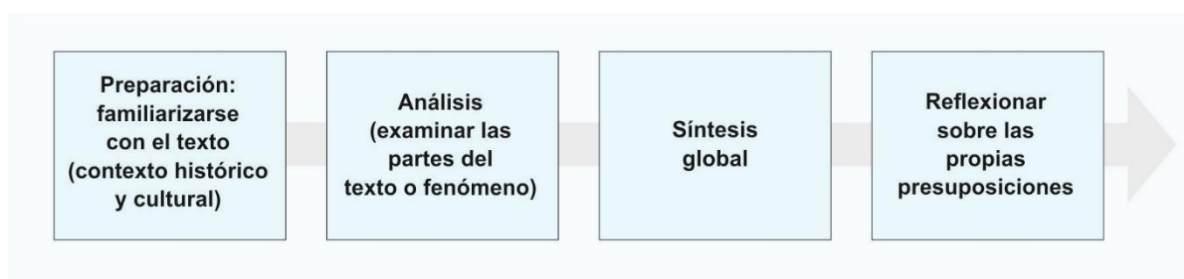 Preparación:
familiarizarse
con el texto
(contexto histórico
y cultural)
Análisis
(examinar las
partes del
texto o fenómeno)
Síntesis
global
Reflexionar
sobre las
propias
presuposiciones